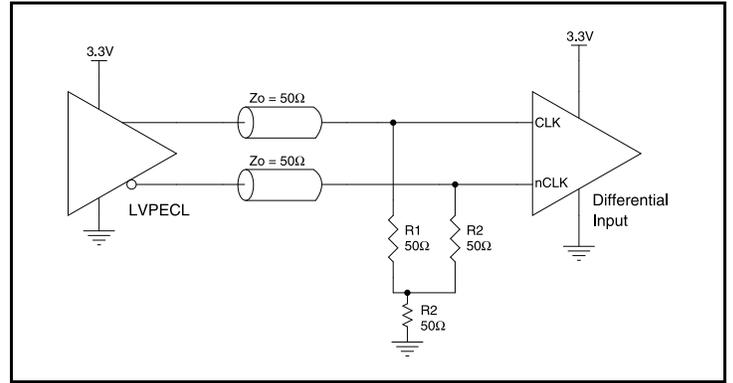 3.3V
3.3V
Zo = 50Ω
CLK
Zo = 50Ω
nCLK
LVPECL
Differential
Input
R1
50Ω
R2
50Ω
R2
50Ω